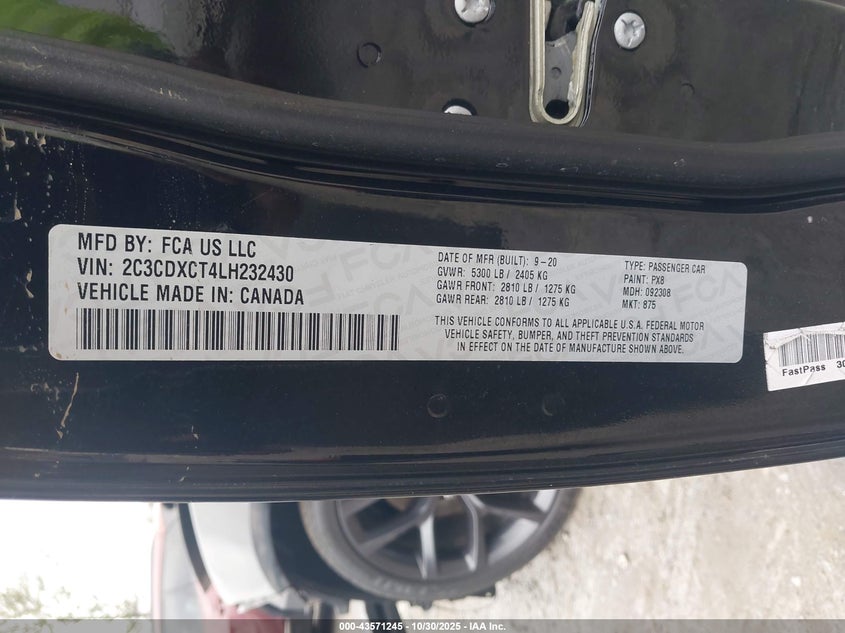 MFD BY: FCA US LLC
VIN: 2C3CDXCT4LH232430
VEHICLE MADE IN: CANADA
DATE OF MFR (BUILT): 9-20
GVWR: 5300 LB / 2405 KG
GAWR FRONT: 2810 LB / 1275 KG
GAWR REAR: 2810 LB / 1275 KG
TYPE: PASSENGER CAR
PAINT: PX8
MDH: 092308
MKT: 875
THIS VEHICLE CONFORMS TO ALL APPLICABLE U.S.A. FEDERAL MOTOR
VEHICLE SAFETY, BUMPER, AND THEFT PREVENTION STANDARDS
IN EFFECT ON THE DATE OF MANUFACTURE SHOWN ABOVE.
FastPass 30
000-43571245 - 10/30/2025 - IAA Inc.